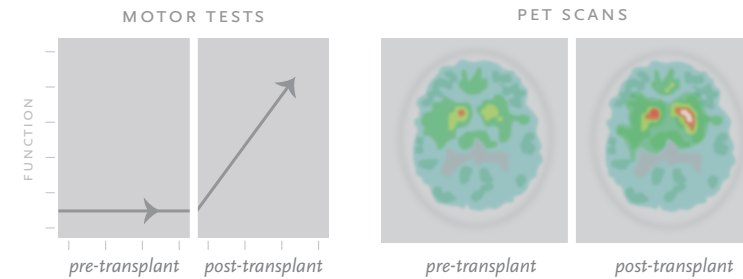 MOTOR TESTS
PET SCANS
FUNCTION
pre-transplant
post-transplant
pre-transplant
post-transplant